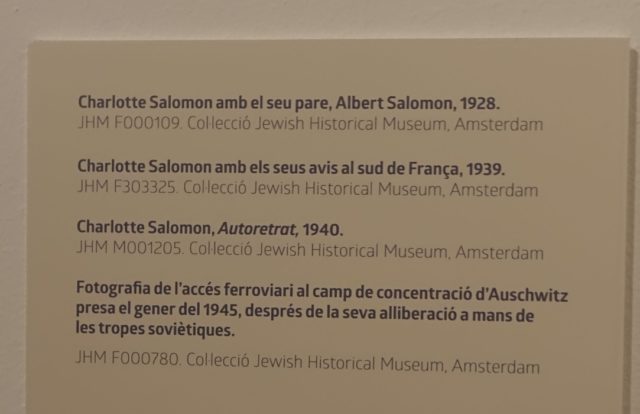 Charlotte Salomon amb el seu pare, Albert Salomon, 1928.
JHM F000109. Col·lecció Jewish Historical Museum, Amsterdam
Charlotte Salomon amb els seus avis al sud de França, 1939.
JHM F303325. Col·lecció Jewish Historical Museum, Amsterdam
Charlotte Salomon, Autoretrat, 1940.
JHM M001205. Col·lecció Jewish Historical Museum, Amsterdam
Fotografia de l’accés ferroviari al camp de concentració d’Auschwitz
presa el gener del 1945, després de la seva alliberació a mans de
les tropes soviètiques.
JHM F000780. Col·lecció Jewish Historical Museum, Amsterdam